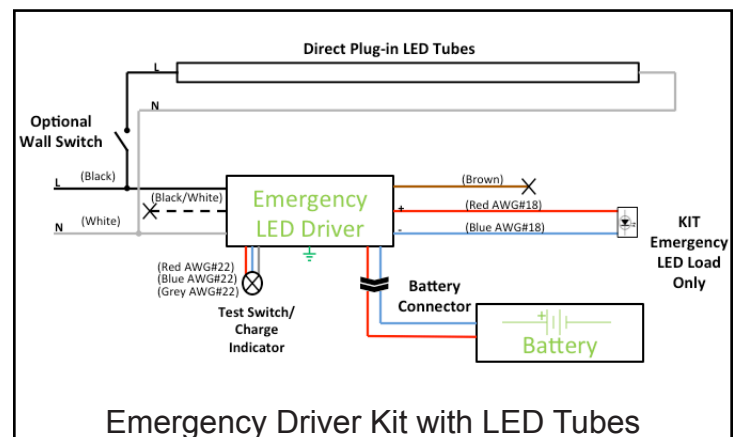 Direct Plug-in LED Tubes
L
N
Optional
Wall Switch
L
(Black)
(Black/White)
N
(White)
Emergency
LED Driver
(Brown)
+
(Red AWG#18)
-
(Blue AWG#18)
KIT
Emergency
LED Load
Only
(Red AWG#22)
(Blue AWG#22)
(Grey AWG#22)
Test Switch/
Charge
Indicator
Battery
Connector
+
Battery
Emergency Driver Kit with LED Tubes